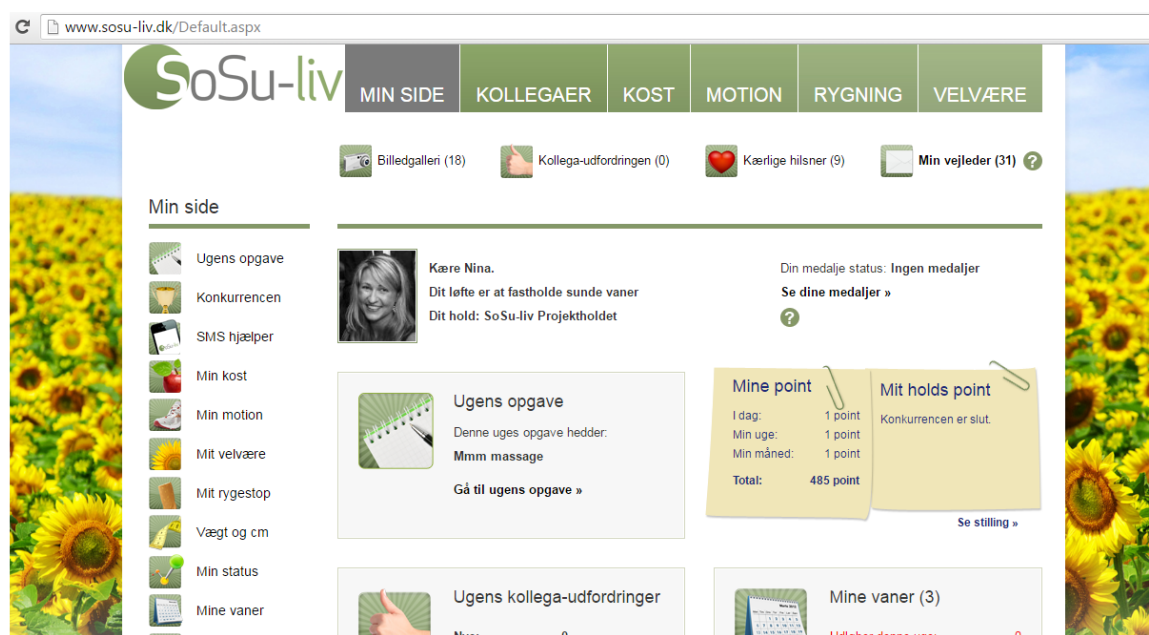 www.sosu-liv.dk/Default.aspx
SoSu-liv
MIN SIDE
KOLLEGAER
KOST
MOTION
RYGNING
VELVÆRE
Billedgalleri (18)
Kollega-udfordringen (0)
Kærlige hilsner (9)
Min vejleder (31)
?
Min side
Ugens opgave
Konkurrencen
SMS hjælper
Min kost
Min motion
Mit velvære
Mit rygestop
Vægt og cm
Min status
Mine vaner
Kære Nina.
Dit løfte er at fastholde sunde vaner
Dit hold: SoSu-liv Projektholdet
Din medalje status: Ingen medaljer
Se dine medaljer »
?
Ugens opgave
Denne uges opgave hedder:
Mmm massage
Gå til ugens opgave »
Mine point
I dag: 1 point
Min uge: 1 point
Min måned: 1 point
Total: 485 point
Mit holds point
Konkurrencen er slut.
Se stilling »
Ugens kollega-udfordringer
Mine vaner (3)